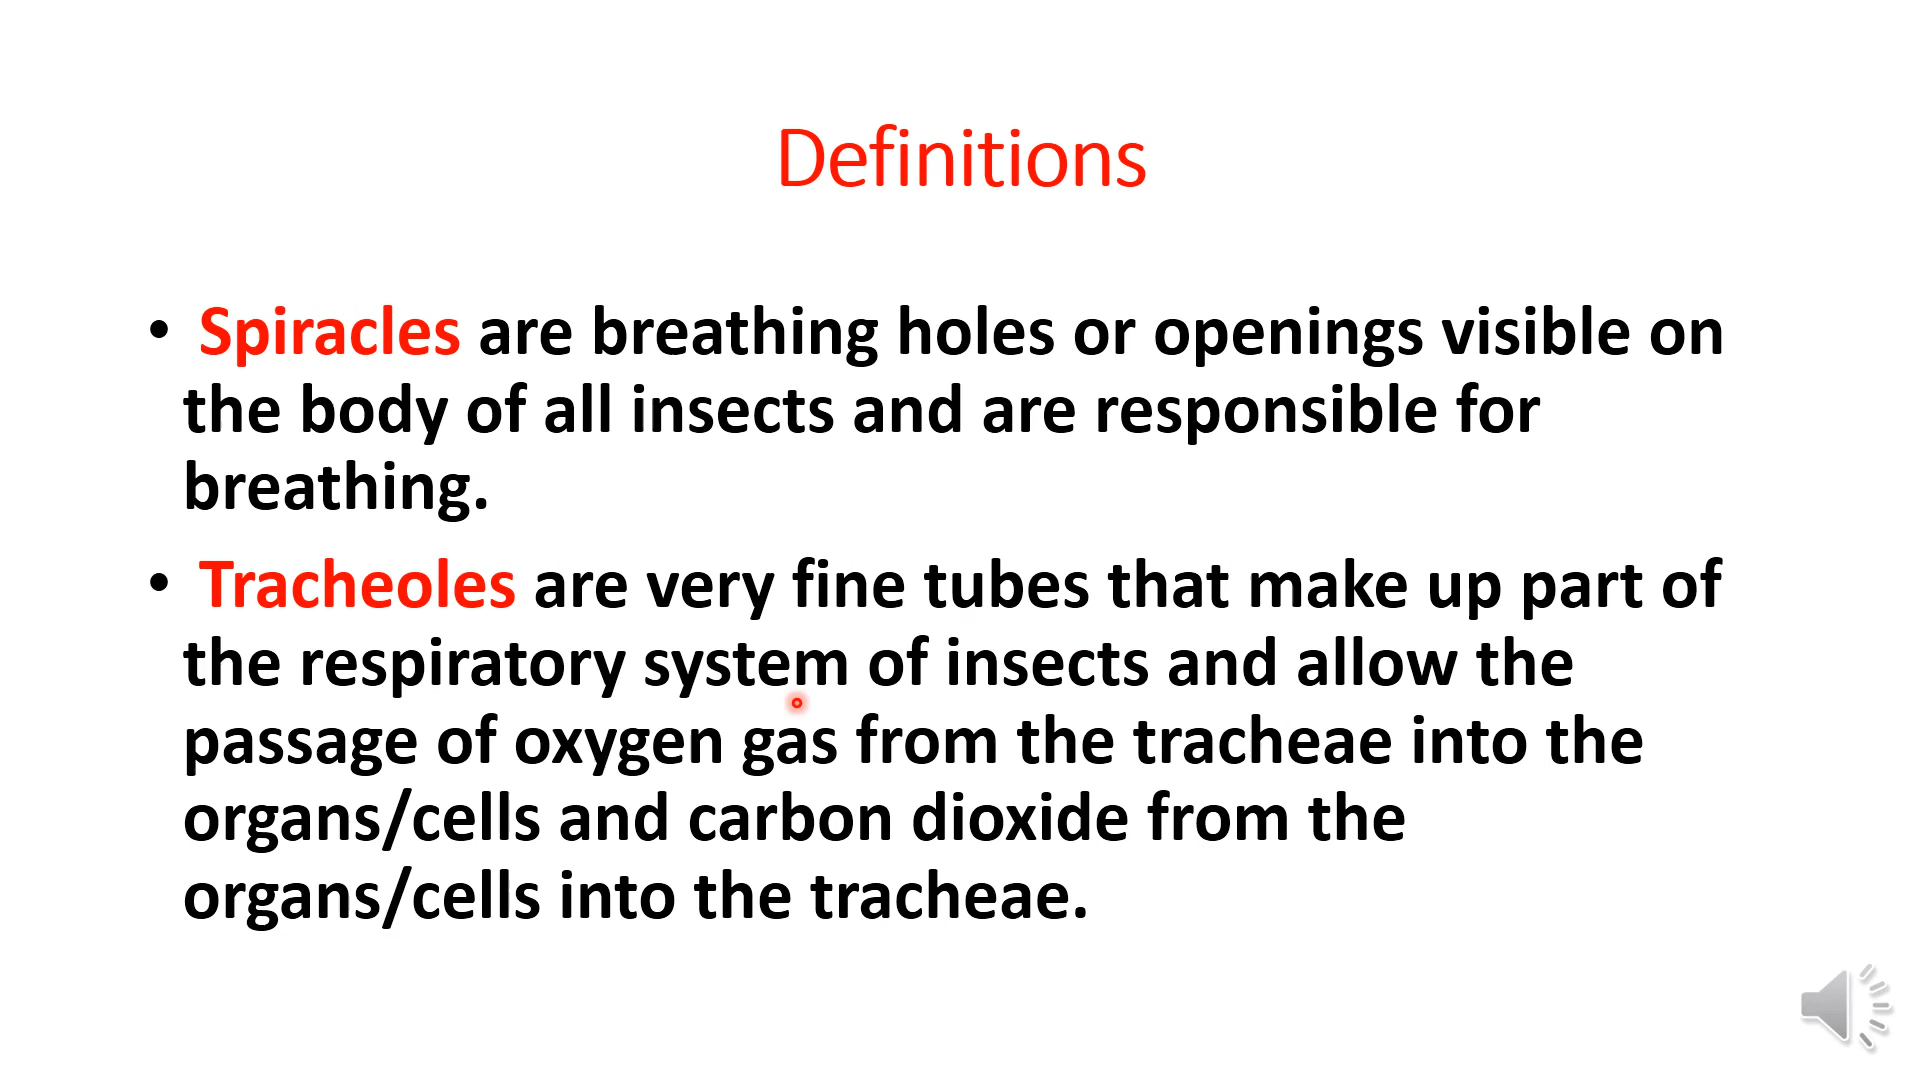 Definitions
• Spiracles are breathing holes or openings visible on
the body of all insects and are responsible for
breathing.
• Tracheoles are very fine tubes that make up part of
the respiratory system of insects and allow the
passage of oxygen gas from the tracheae into the
organs/cells and carbon dioxide from the
organs/cells into the tracheae.